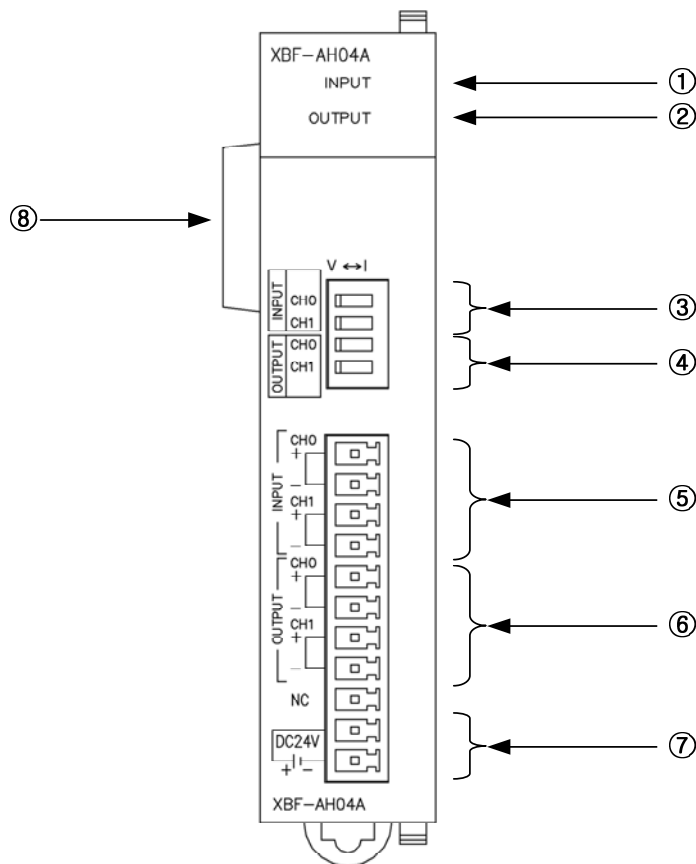 XBF-AH04A
INPUT
①
OUTPUT
②
⑧
V ↔ I
INPUT
CH0
CH1
③
OUTPUT
CH0
CH1
④
INPUT
CH0
+
−
CH1
+
−
⑤
OUTPUT
CH0
+
−
CH1
+
−
⑥
NC
DC24V
+ −
⑦
XBF-AH04A